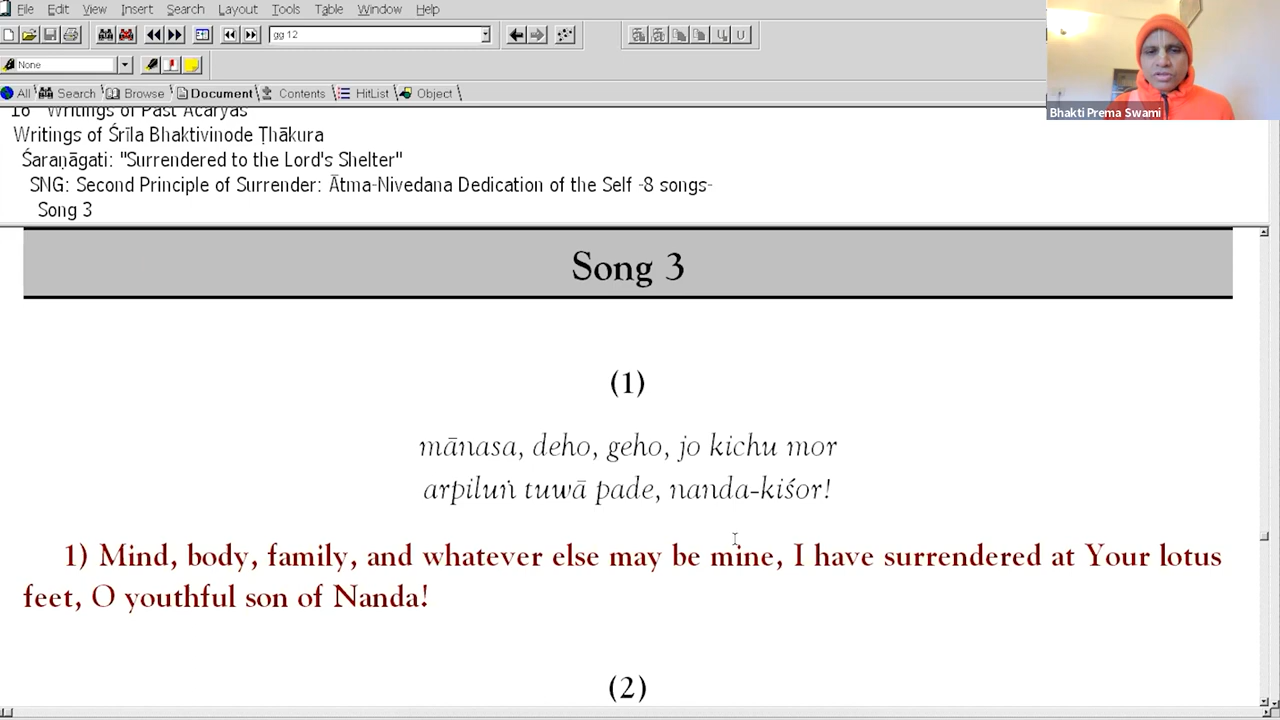 File Edit View Insert Search Layout Tools Table Window Help
gg 12
None
All Search Browse Document Contents HitList Object
Bhakti Prema Swami
Writings of Past Ācāryas
Writings of Śrīla Bhaktivinode Ṭhākura
Śaraṇāgati: "Surrendered to the Lord's Shelter"
SNG: Second Principle of Surrender: Ātma-Nivedana Dedication of the Self -8 songs-
Song 3
Song 3
(1)
mānasa, deho, geho, jo kichu mor
arpiluṅ tuwā pade, nanda-kiśor!
1) Mind, body, family, and whatever else may be mine, I have surrendered at Your lotus
feet, O youthful son of Nanda!
(2)